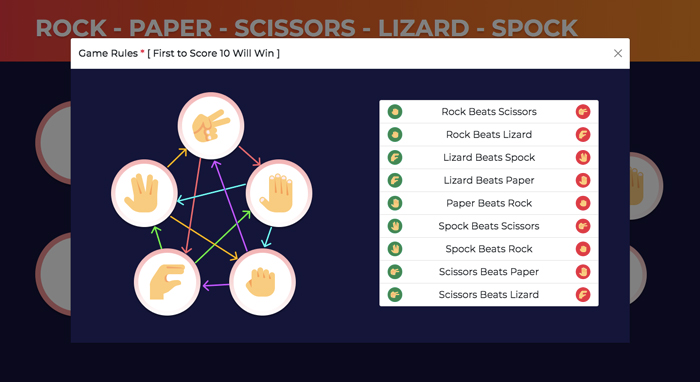 ROCK - PAPER - SCISSORS - LIZARD - SPOCK
Game Rules * [ First to Score 10 Will Win ]
Rock Beats Scissors
Rock Beats Lizard
Lizard Beats Spock
Lizard Beats Paper
Paper Beats Rock
Spock Beats Scissors
Spock Beats Rock
Scissors Beats Paper
Scissors Beats Lizard